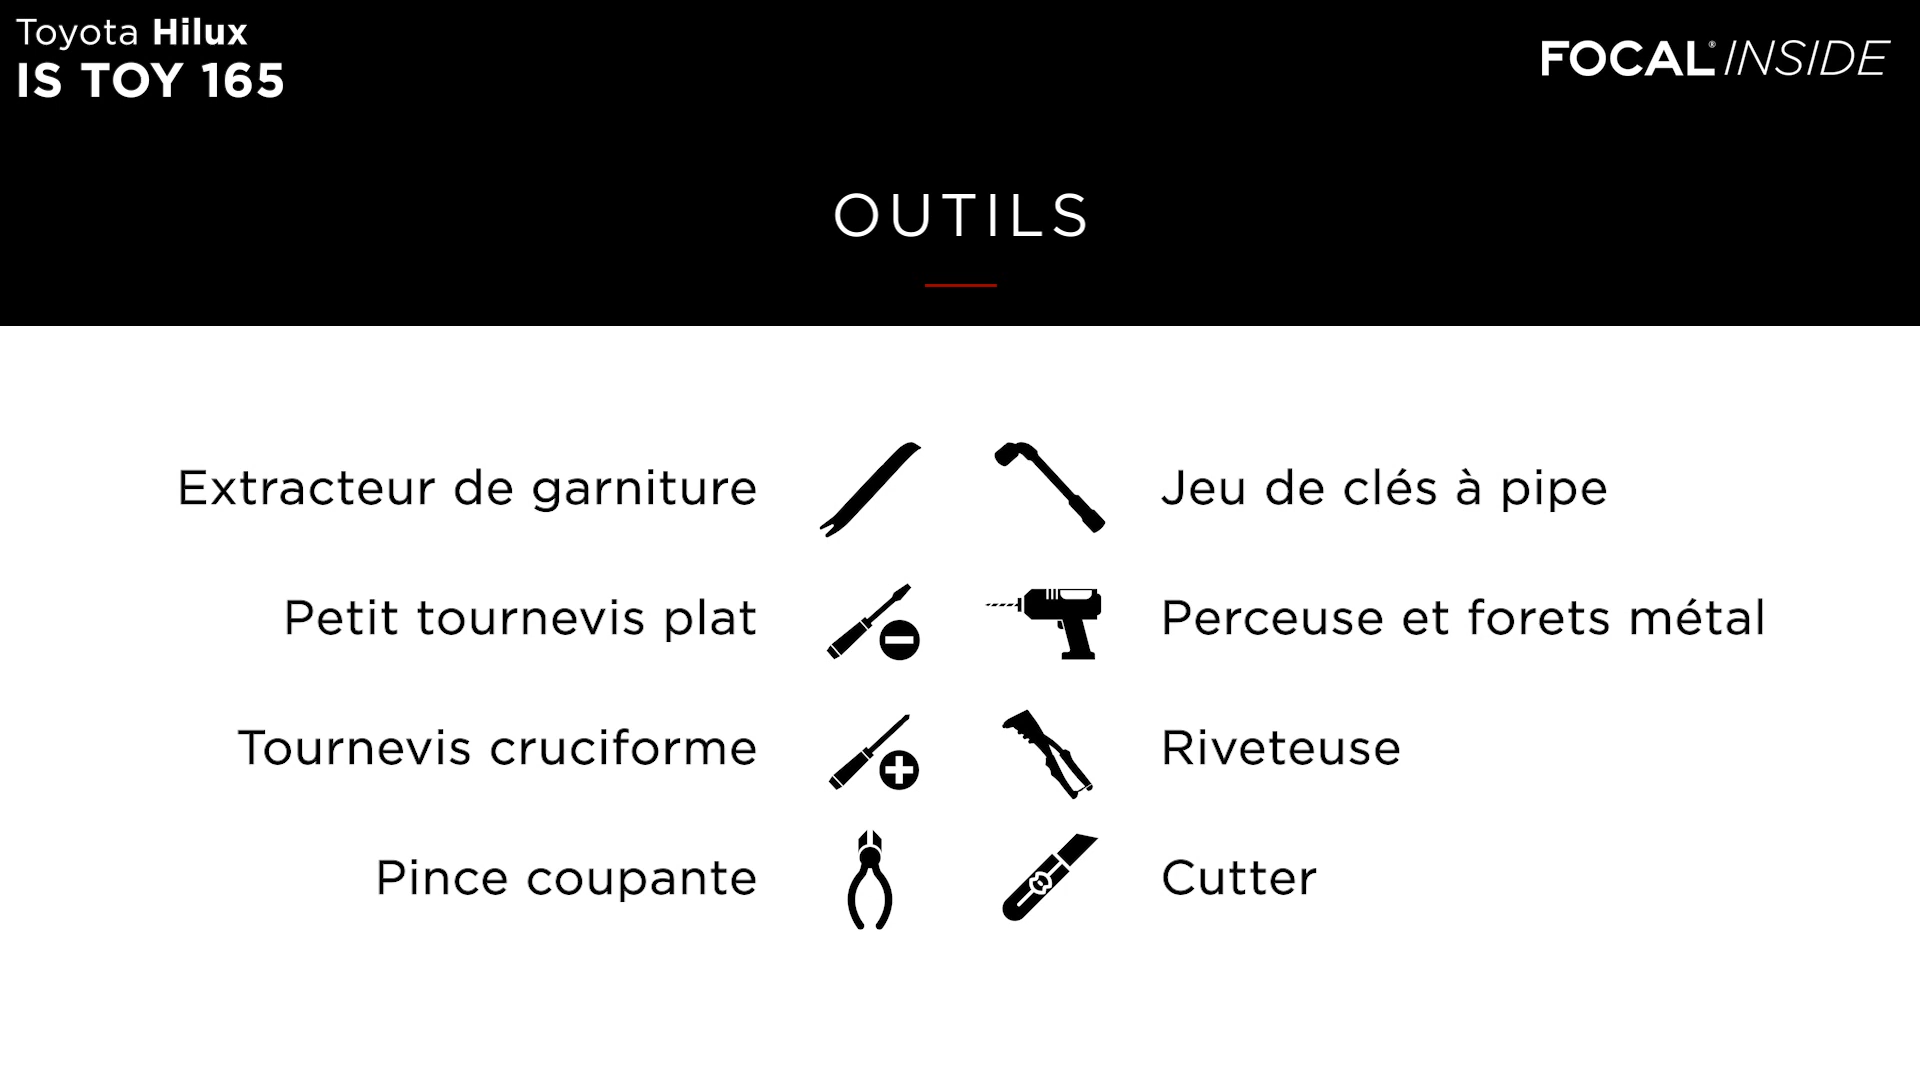 Toyota Hilux
IS TOY 165
FOCAL® INSIDE
OUTILS
Extracteur de garniture
Jeu de clés à pipe
Petit tournevis plat
Perceuse et forets métal
Tournevis cruciforme
Riveteuse
Pince coupante
Cutter